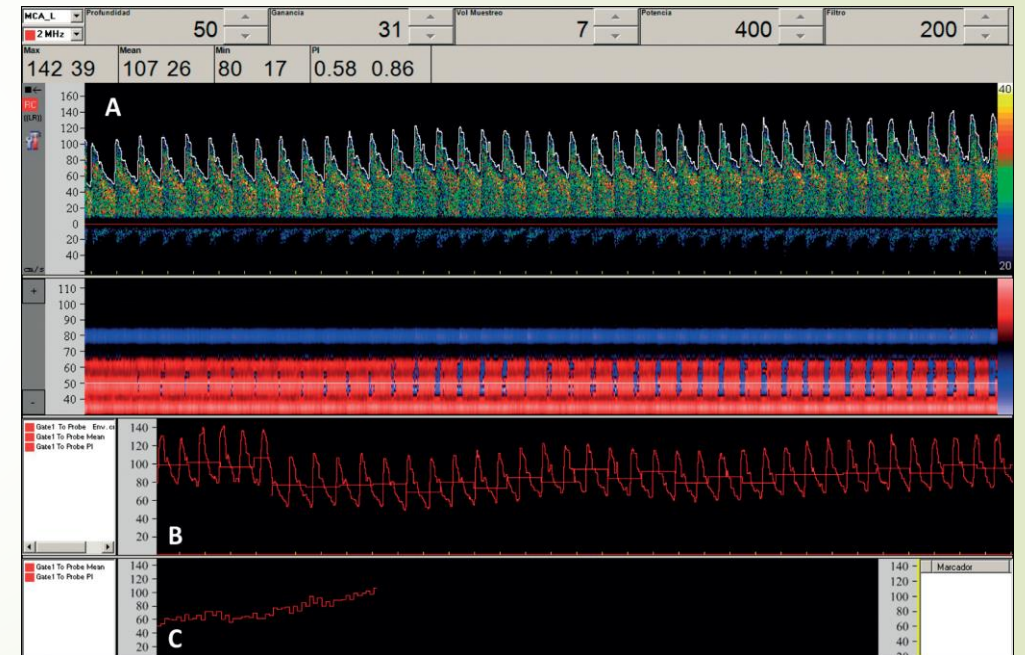 MCA_L Profundidad 50 Ganancia 31 Vol Muestreo 7 Potencia 400 Filtro 200
2 MHz
Max Mean Min PI
142 39 107 26 80 17 0.58 0.86
RC
A
40
160
140
120
100
80
60
40
20
0
20
40
cm/s
20
+
110
100
90
80
70
60
50
40
-
Gate1 To Probe Env.
Gate1 To Probe Mean
Gate1 To Probe PI
140
120
100
80
60
40
20
B
Gate1 To Probe Mean
Gate1 To Probe PI
140
120
100
80
60
40
20
C
140
120
100
80
60
40
20
Marcador